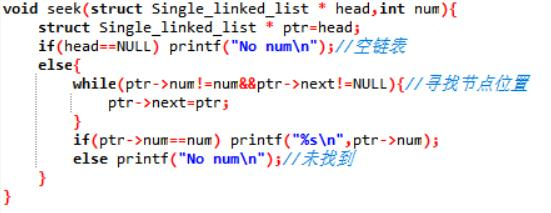 void seek(struct Single_linked_list * head,int num){
    struct Single_linked_list * ptr=head;
    if(head==NULL) printf("No num\n");//空链表
    else{
        while(ptr->num!=num&&ptr->next!=NULL){//寻找节点位置
            ptr->next=ptr;
        }
        if(ptr->num==num) printf("%s\n",ptr->num);
        else printf("No num\n");//未找到
    }
}